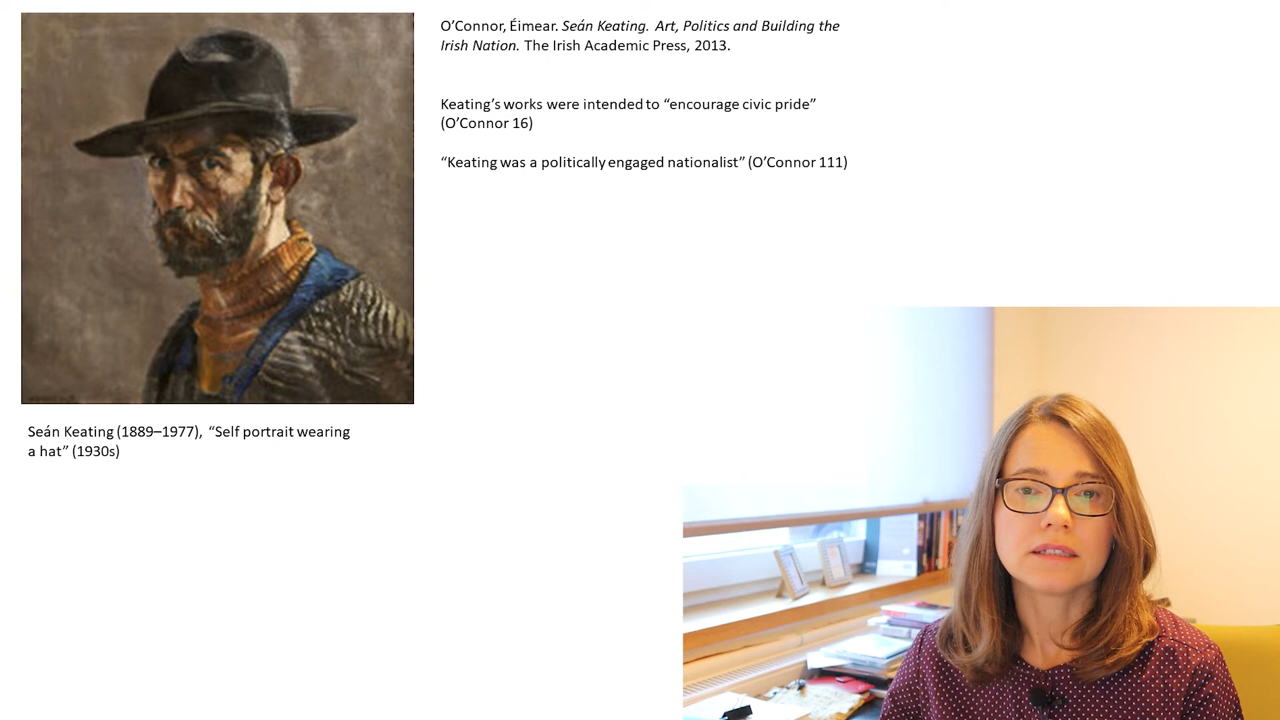 O’Connor, Éimear. Seán Keating. Art, Politics and Building the
Irish Nation. The Irish Academic Press, 2013.
Keating’s works were intended to “encourage civic pride”
(O’Connor 16)
“Keating was a politically engaged nationalist” (O’Connor 111)
Seán Keating (1889–1977), “Self portrait wearing
a hat” (1930s)